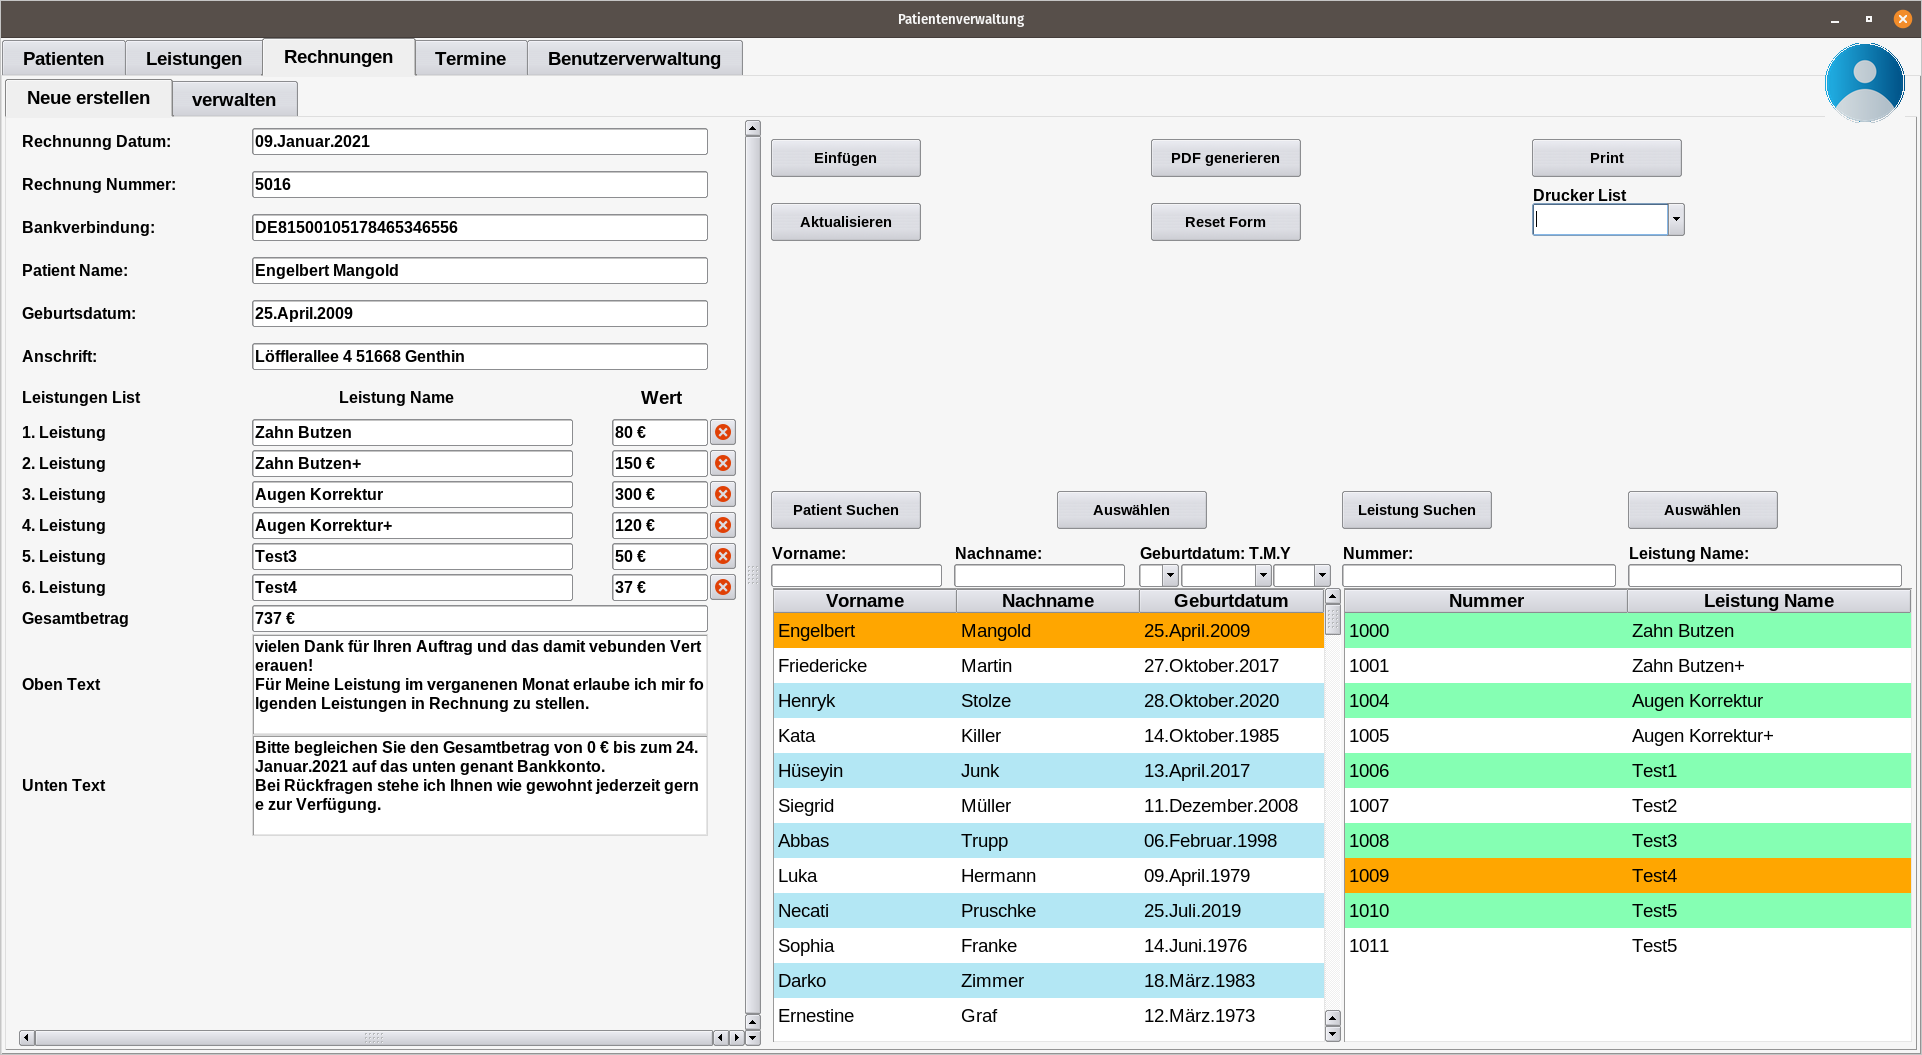 Patientenverwaltung
Patienten Leistungen Rechnungen Termine Benutzerverwaltung
Neue erstellen verwalten
Rechnunng Datum: 09.Januar.2021
Rechnung Nummer: 5016
Bankverbindung: DE81500105178465346556
Patient Name: Engelbert Mangold
Geburtsdatum: 25.April.2009
Anschrift: Löfflerallee 4 51668 Genthin
Leistungen List Leistung Name Wert
1. Leistung Zahn Butzen 80 €
2. Leistung Zahn Butzen+ 150 €
3. Leistung Augen Korrektur 300 €
4. Leistung Augen Korrektur+ 120 €
5. Leistung Test3 50 €
6. Leistung Test4 37 €
Gesamtbetrag 737 €
Oben Text
vielen Dank für Ihren Auftrag und das damit vebunden Vert
erauen!
Für Meine Leistung im verganenen Monat erlaube ich mir fo
lgenden Leistungen in Rechnung zu stellen.
Unten Text
Bitte begleichen Sie den Gesamtbetrag von 0 € bis zum 24.
Januar.2021 auf das unten genant Bankkonto.
Bei Rückfragen stehe ich Ihnen wie gewohnt jederzeit gern
e zur Verfügung.
Einfügen PDF generieren Print
Drucker List
Aktualisieren Reset Form
Patient Suchen Auswählen Leistung Suchen Auswählen
Vorname: Nachname: Geburtdatum: T.M.Y Nummer: Leistung Name:
Vorname Nachname Geburtdatum
Engelbert Mangold 25.April.2009
Friedericke Martin 27.Oktober.2017
Henryk Stolze 28.Oktober.2020
Kata Killer 14.Oktober.1985
Hüseyin Junk 13.April.2017
Siegrid Müller 11.Dezember.2008
Abbas Trupp 06.Februar.1998
Luka Hermann 09.April.1979
Necati Pruschke 25.Juli.2019
Sophia Franke 14.Juni.1976
Darko Zimmer 18.März.1983
Ernestine Graf 12.März.1973
Nummer Leistung Name
1000 Zahn Butzen
1001 Zahn Butzen+
1004 Augen Korrektur
1005 Augen Korrektur+
1006 Test1
1007 Test2
1008 Test3
1009 Test4
1010 Test5
1011 Test5